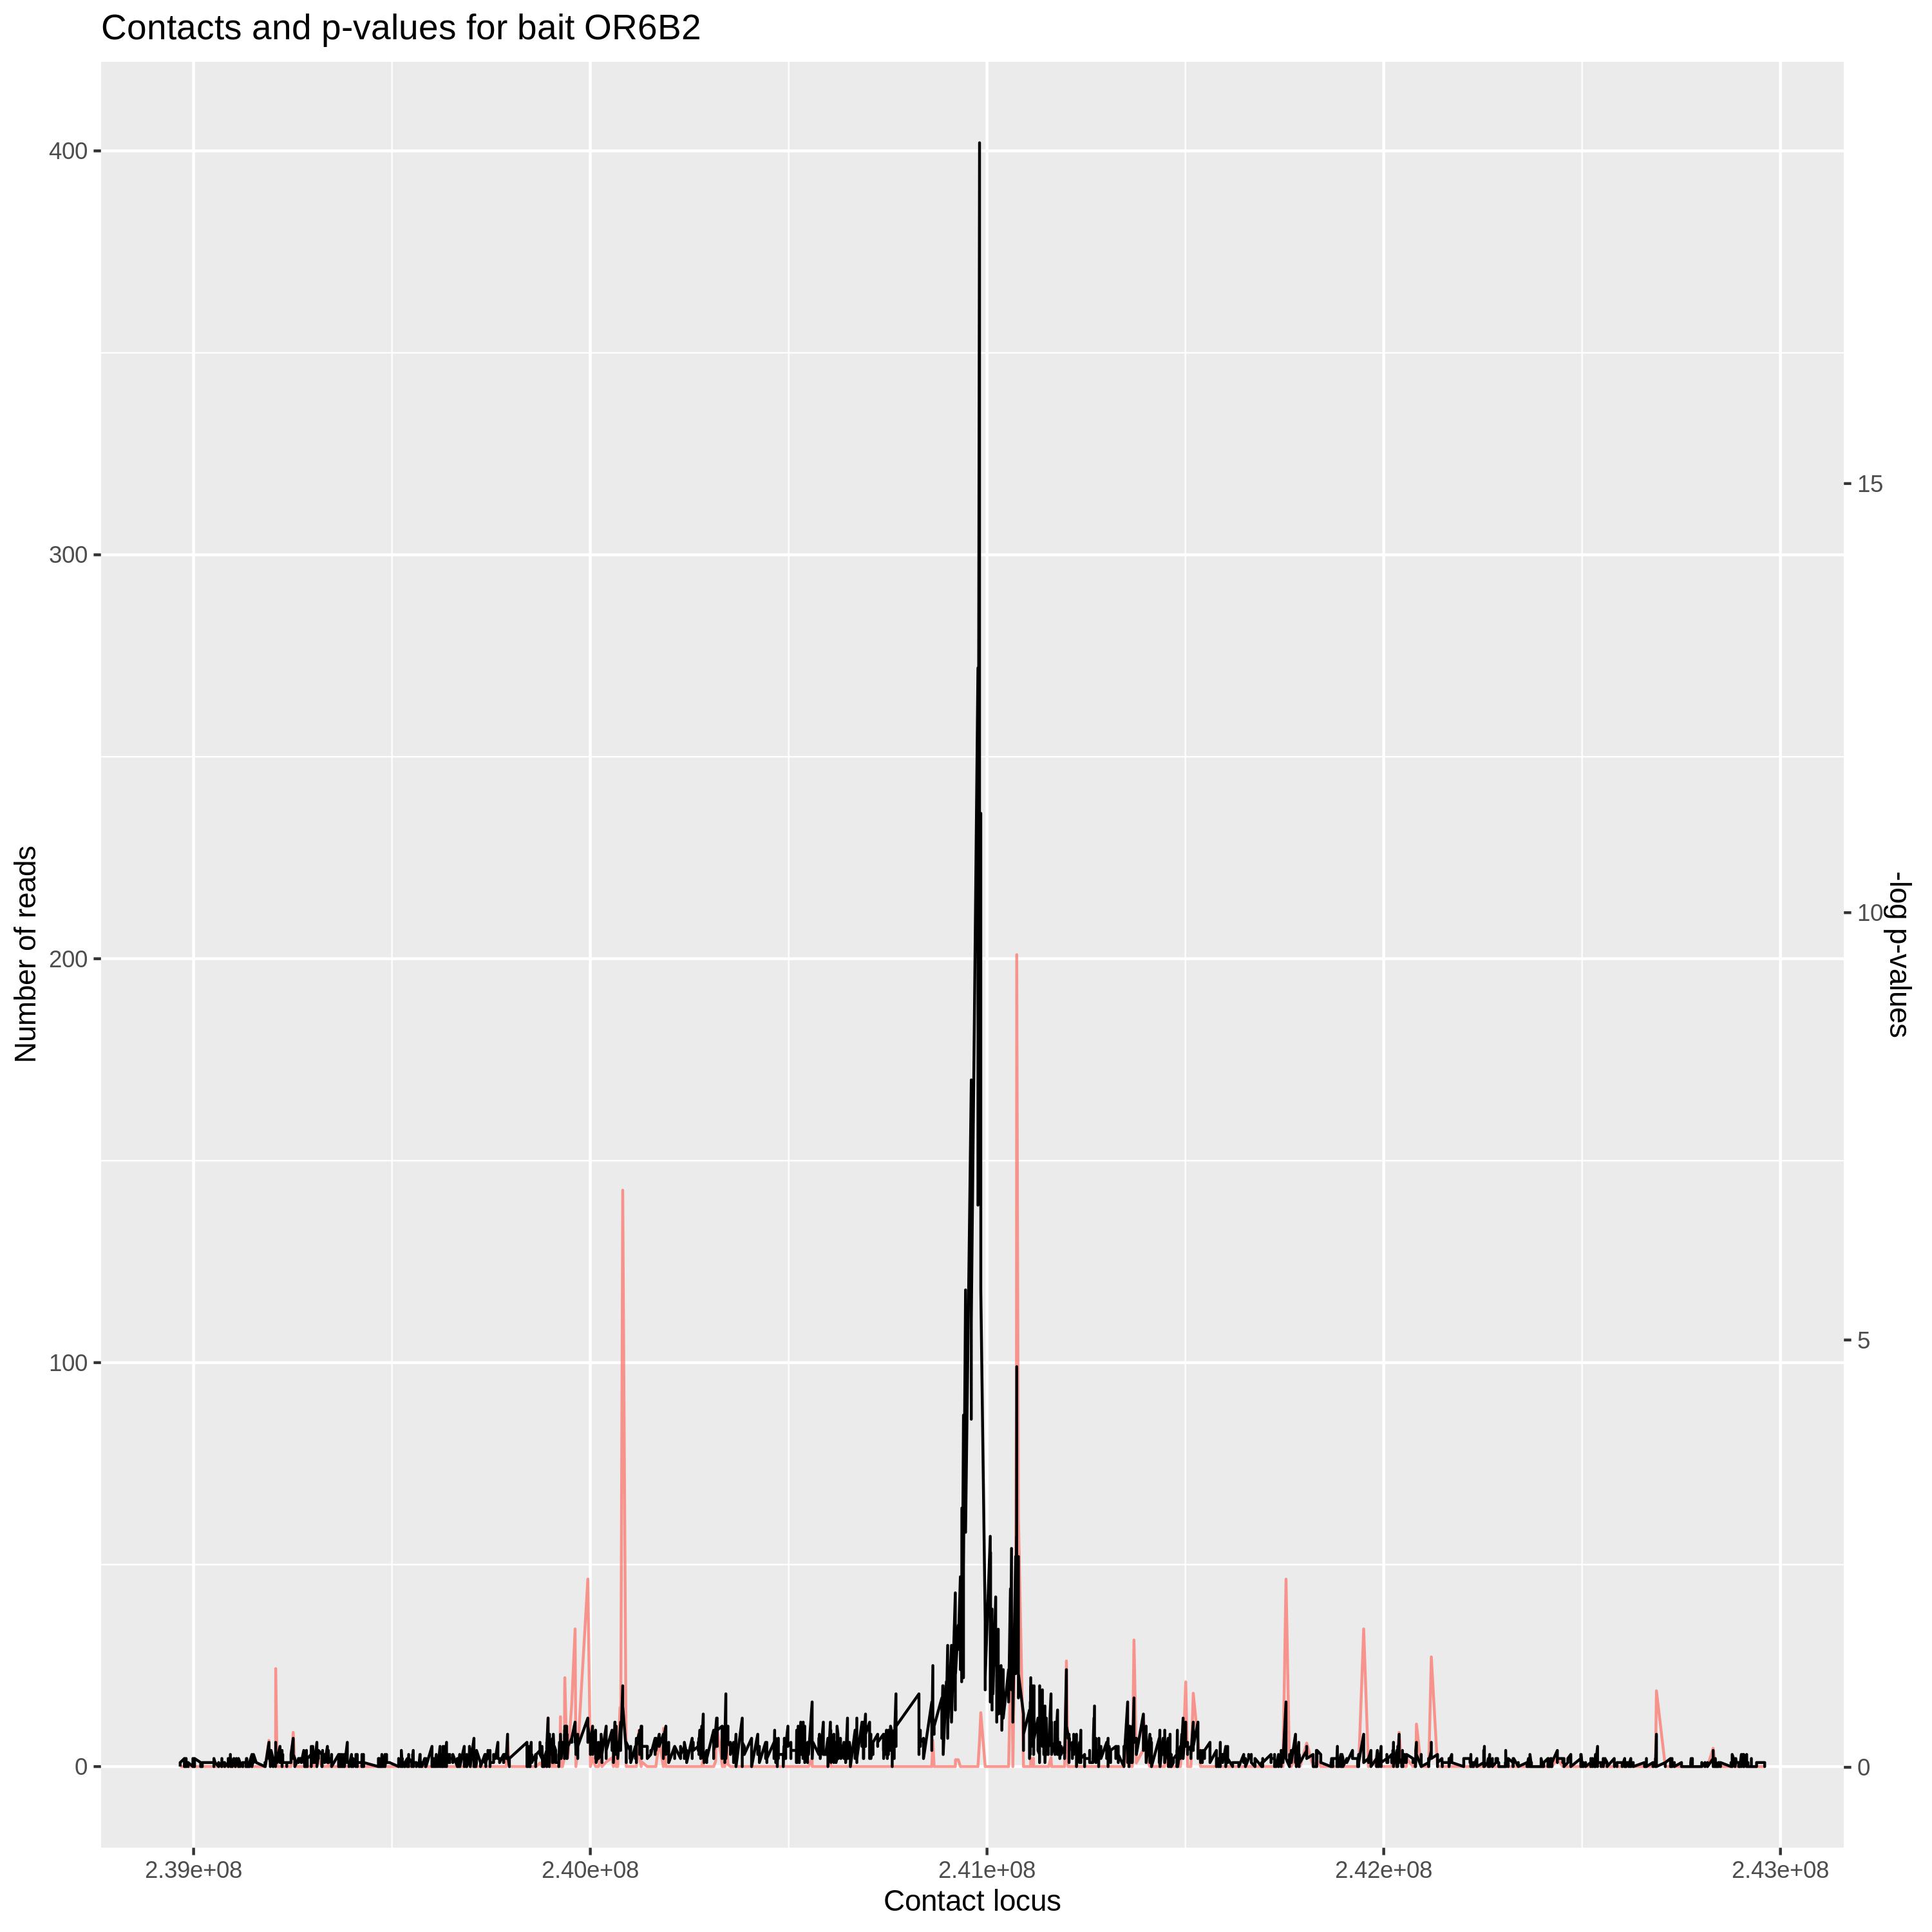 Contacts and p-values for bait OR6B2
400
300
200
100
0
Number of reads
15
10
5
0
-log p-values
2.39e+08
2.40e+08
2.41e+08
2.42e+08
2.43e+08
Contact locus